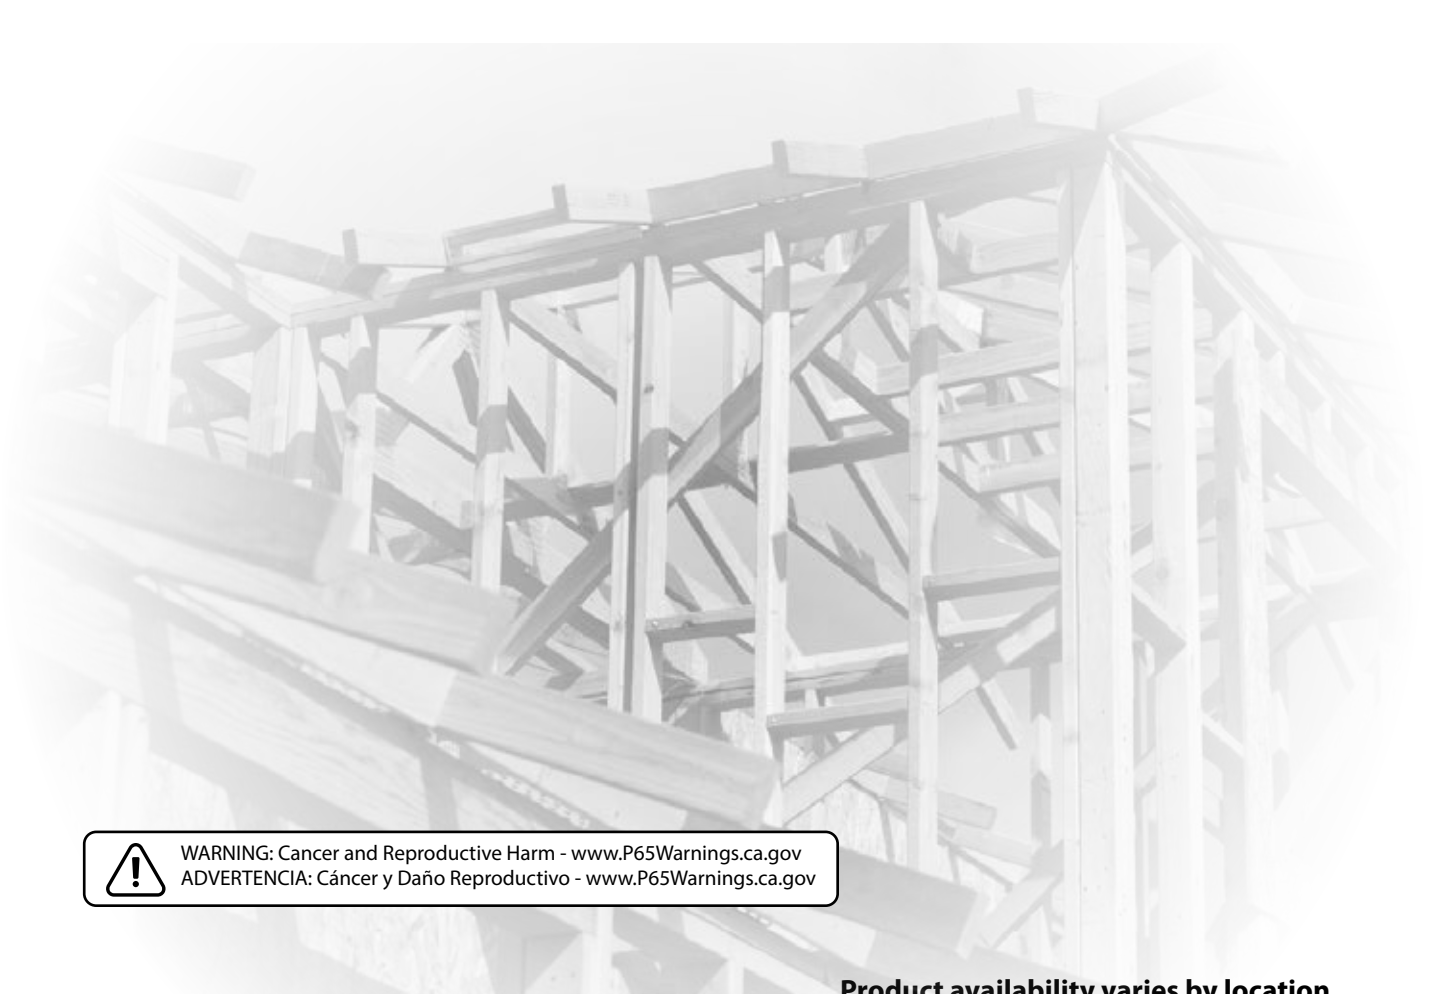 WARNING: Cancer and Reproductive Harm - www.P65Warnings.ca.gov
ADVERTENCIA: Cáncer y Daño Reproductivo - www.P65Warnings.ca.gov
Product availability varies by location